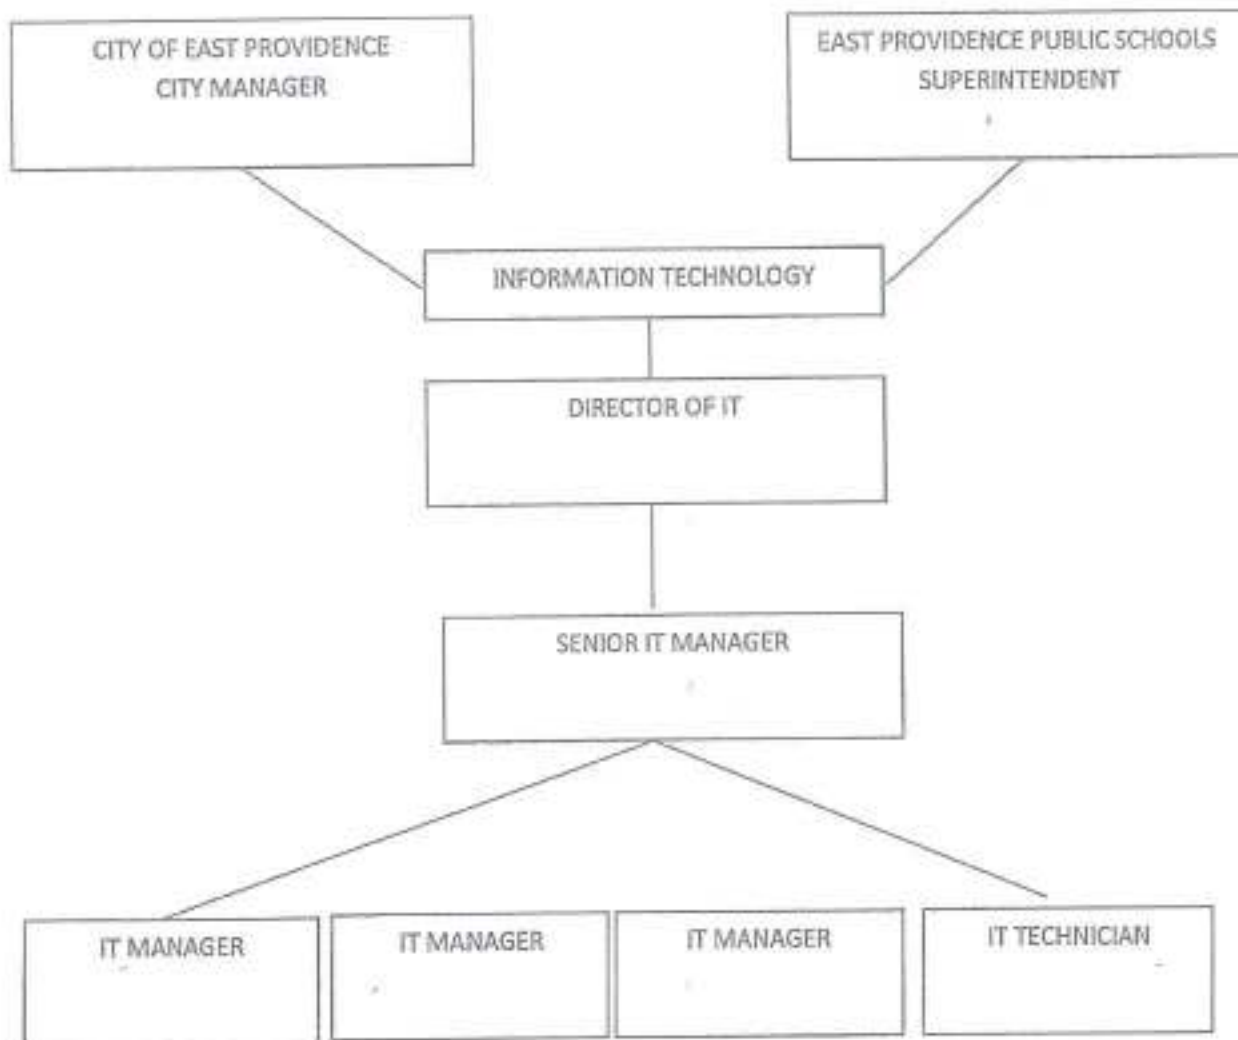 CITY OF EAST PROVIDENCE
CITY MANAGER
EAST PROVIDENCE PUBLIC SCHOOLS
SUPERINTENDENT
INFORMATION TECHNOLOGY
DIRECTOR OF IT
SENIOR IT MANAGER
IT MANAGER
IT MANAGER
IT MANAGER
IT TECHNICIAN